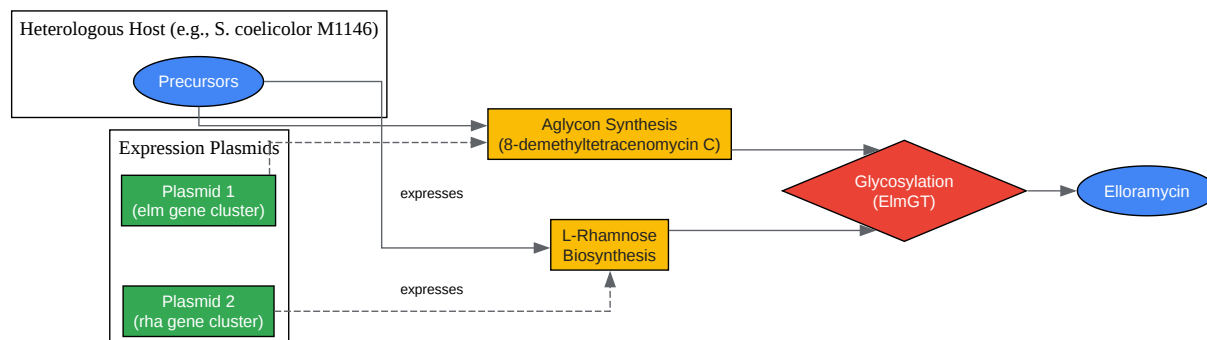 Heterologous Host (e.g., S. coelicolor M1146)
Precursors
Expression Plasmids
Plasmid 1
(elm gene cluster)
Plasmid 2
(rha gene cluster)
expresses
expresses
Aglycon Synthesis
(8-demethyltetracenomycin C)
L-Rhamnose
Biosynthesis
Glycosylation
(ElmGT)
Elloramycin